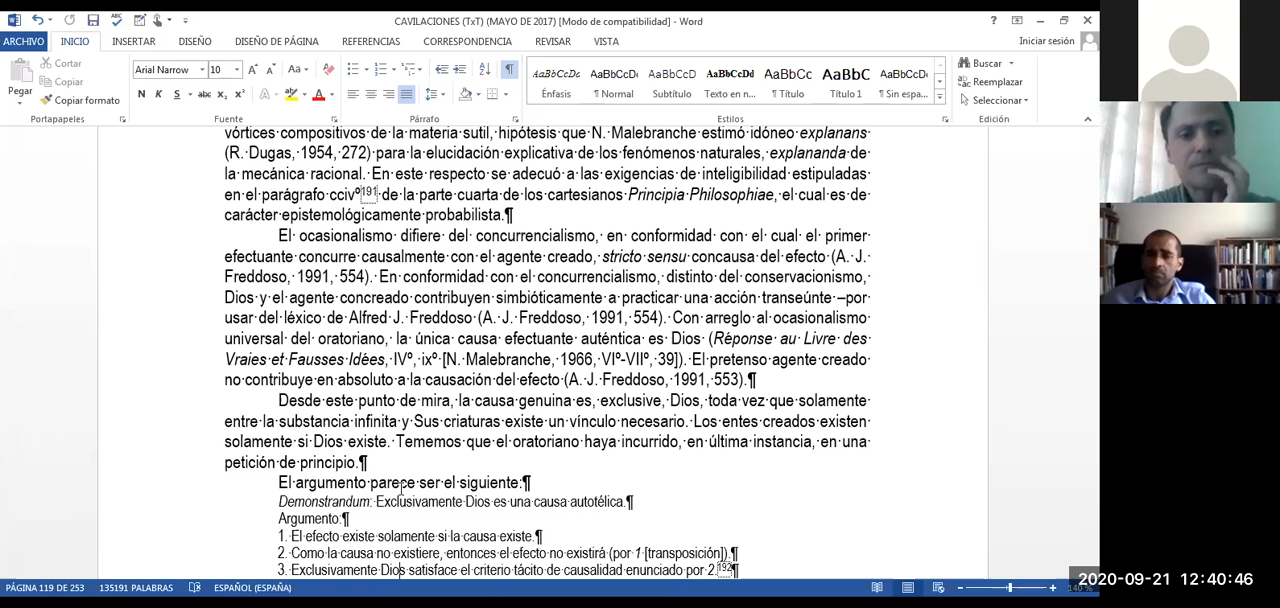 CAVILACIONES (TxT) (MAYO DE 2017) [Modo de compatibilidad] - Word
ARCHIVO INICIO INSERTAR DISEÑO DISEÑO DE PÁGINA REFERENCIAS CORRESPONDENCIA REVISAR VISTA Iniciar sesión
Pegar
Cortar
Copiar
Copiar formato
Portapapeles
Arial Narrow 10
N K S abc x₂ x²
Fuente
Párrafo
AaBbCcDc AaBbCcDc AaBbCcDd AaBbCcDd AaBbCc AaBbC AaBbCcDd
Énfasis ¶ Normal Subtítulo Texto en n... ¶ Título Título 1 ¶ Sin espa...
Estilos
Buscar
Reemplazar
Seleccionar
Edición
vórtices compositivos de la materia sutil, hipótesis que N. Malebranche estimó idóneo explanans
(R. Dugas, 1954, 272) para la elucidación explicativa de los fenómenos naturales, explananda de
la mecánica racional. En este respecto se adecuó a las exigencias de inteligibilidad estipuladas
en el parágrafo ccivº191 de la parte cuarta de los cartesianos Principia Philosophiae, el cual es de
carácter epistemológicamente probabilista.¶
El ocasionalismo difiere del concurrencialismo, en conformidad con el cual el primer
efectuante concurre causalmente con el agente creado, stricto sensu concausa del efecto (A. J.
Freddoso, 1991, 554). En conformidad con el concurrencialismo, distinto del conservacionismo,
Dios y el agente concreado contribuyen simbióticamente a practicar una acción transeúnte –por
usar del léxico de Alfred J. Freddoso (A. J. Freddoso, 1991, 554). Con arreglo al ocasionalismo
universal del oratoriano, la única causa efectuante auténtica es Dios (Réponse au Livre des
Vraies et Fausses Idées, IVº, ixº [N. Malebranche, 1966, VIº-VIIº, 39]). El pretenso agente creado
no contribuye en absoluto a la causación del efecto (A. J. Freddoso, 1991, 553).¶
Desde este punto de mira, la causa genuina es, exclusive, Dios, toda vez que solamente
entre la substancia infinita y Sus criaturas existe un vínculo necesario. Los entes creados existen
solamente si Dios existe. Tememos que el oratoriano haya incurrido, en última instancia, en una
petición de principio.¶
El argumento parece ser el siguiente:¶
Demonstrandum: Exclusivamente Dios es una causa autotélica.¶
Argumento:¶
1. El efecto existe solamente si la causa existe.¶
2. Como la causa no existiere, entonces el efecto no existirá (por 1 [transposición]).¶
3. Exclusivamente Dios satisface el criterio tácito de causalidad enunciado por 2.192¶
PÁGINA 119 DE 253 135191 PALABRAS ESPAÑOL (ESPAÑA) 140 %
2020-09-21 12:40:46